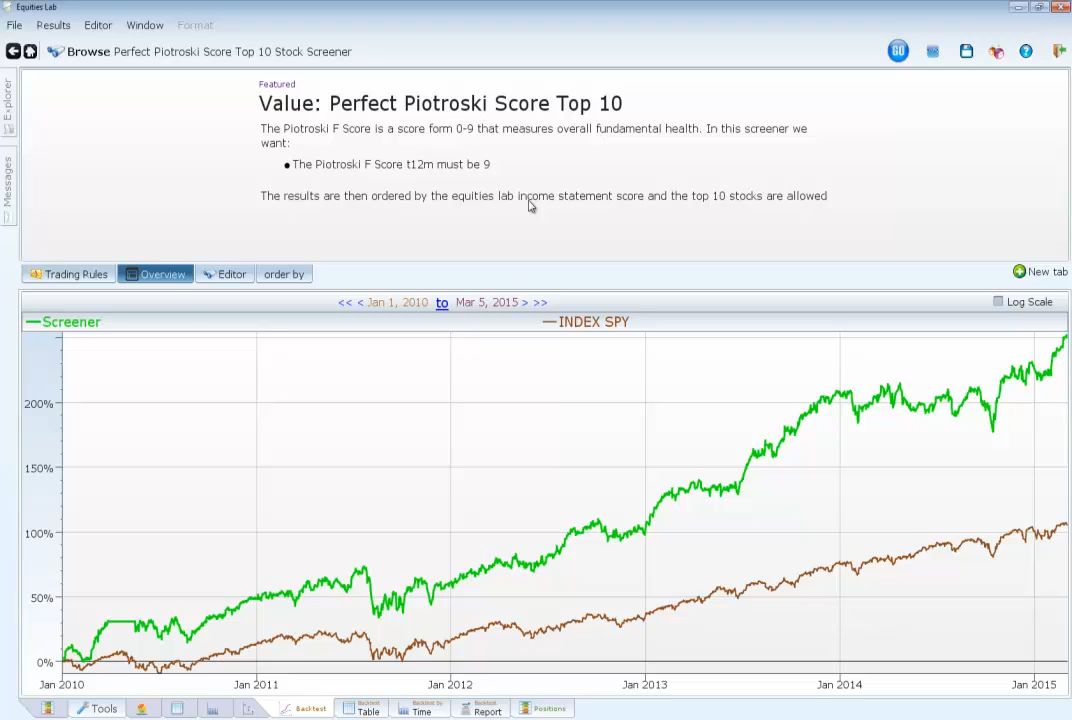 Equities Lab
File Results Editor Window Format
Browse Perfect Piotroski Score Top 10 Stock Screener
GO
?
Explorer
Messages
Featured
Value: Perfect Piotroski Score Top 10
The Piotroski F Score is a score form 0-9 that measures overall fundamental health. In this screener we
want:
● The Piotroski F Score t12m must be 9
The results are then ordered by the equities lab income statement score and the top 10 stocks are allowed
Trading Rules Overview Editor order by New tab
<< < Jan 1, 2010 to Mar 5, 2015 > >> Log Scale
Screener INDEX SPY
200%
150%
100%
50%
0%
Jan 2010 Jan 2011 Jan 2012 Jan 2013 Jan 2014 Jan 2015
Tools Backtest Backtest Table Backtest by Time Backtest Report Positions